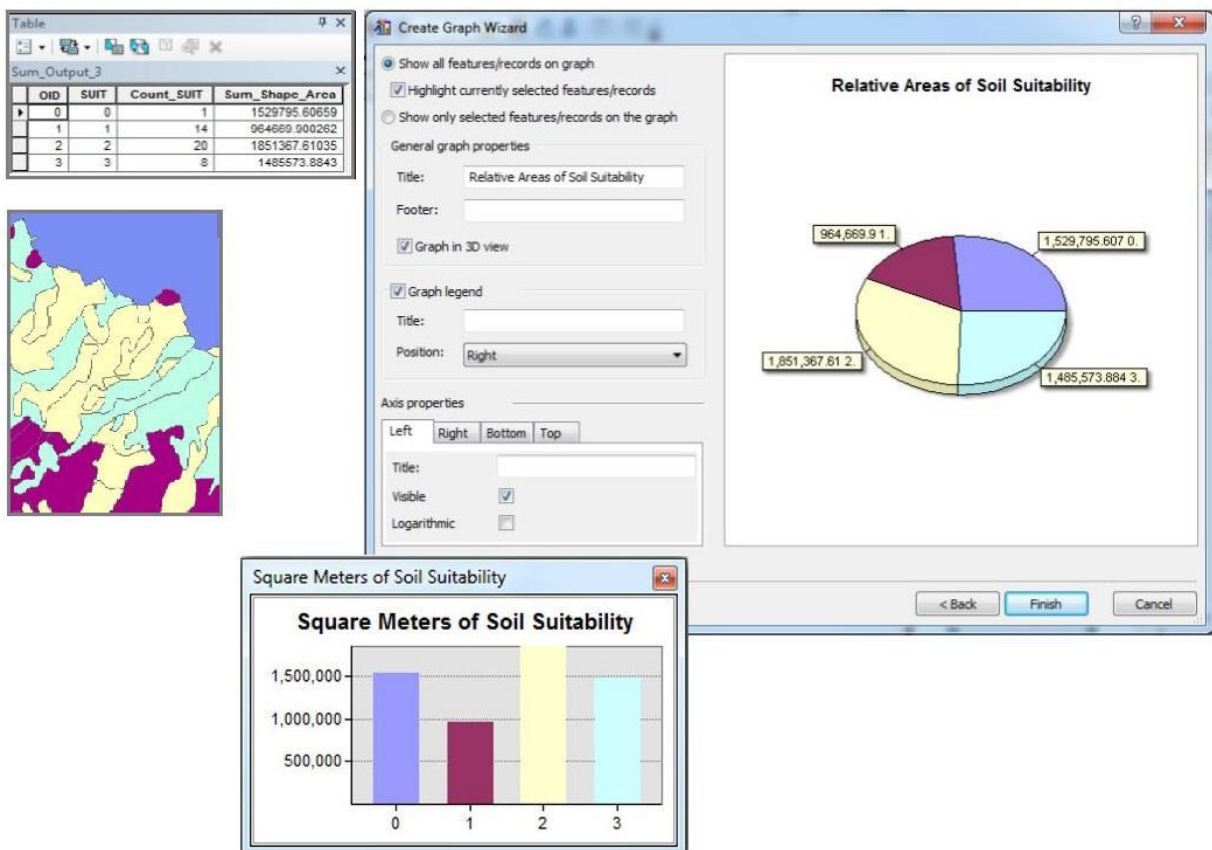 Table
Sum_Output_3
OID SUIT Count_SUIT Sum_Shape_Area
0 0 1 1529795.60659
1 1 14 964669.900262
2 2 20 1851367.61035
3 3 8 1485573.8843
Create Graph Wizard
Show all features/records on graph
Highlight currently selected features/records
Show only selected features/records on the graph
General graph properties
Title: Relative Areas of Soil Suitability
Footer:
Graph in 3D view
Graph legend
Title:
Position: Right
Axis properties
Left Right Bottom Top
Title:
Visible
Logarithmic
Relative Areas of Soil Suitability
964,669.9 1.
1,529,795.607 0.
1,851,367.61 2.
1,485,573.884 3.
< Back Finish Cancel
Square Meters of Soil Suitability
Square Meters of Soil Suitability
1,500,000
1,000,000
500,000
0 1 2 3